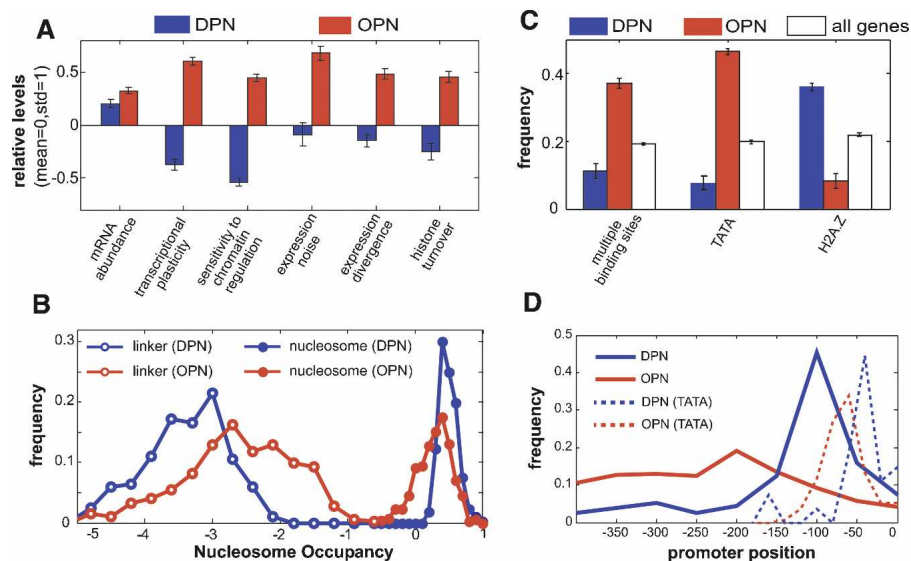 A
DPN
OPN
relative levels
(mean=0,std=1)
0.5
0
-0.5
mRNA
abundance
transcriptional
plasticity
sensitivity to
chromatin
regulation
expression
noise
expression
divergence
histone
turnover
C
DPN
OPN
all genes
frequency
0.4
0.2
0
multiple
binding sites
TATA
H2A.Z
B
0.3
0.2
0.1
0
frequency
linker (DPN)
nucleosome (DPN)
linker (OPN)
nucleosome (OPN)
-5
-4
-3
-2
-1
0
1
Nucleosome Occupancy
D
0.5
0.4
0.3
0.2
0.1
0
frequency
DPN
OPN
DPN (TATA)
OPN (TATA)
-350
-300
-250
-200
-150
-100
-50
0
promoter position